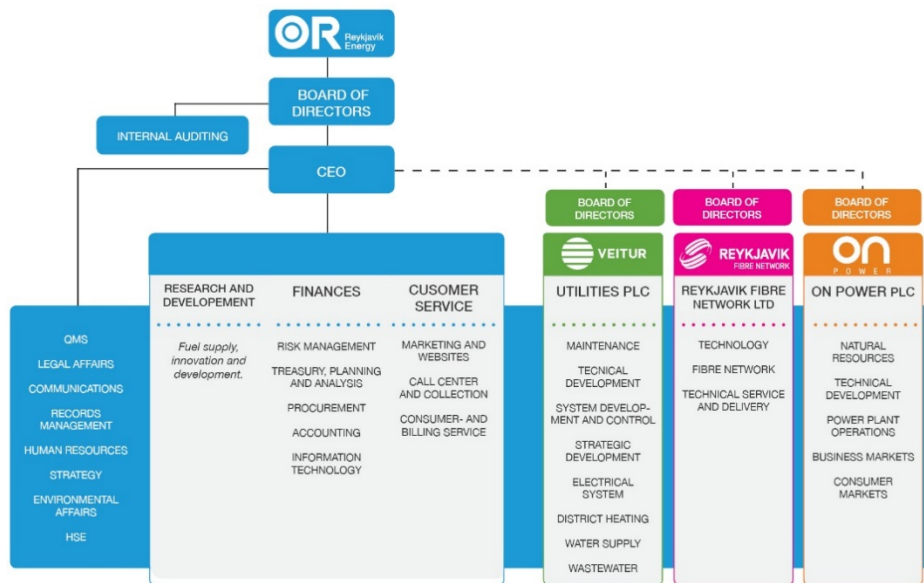 OR Reykjavík
Energy
BOARD OF
DIRECTORS
INTERNAL AUDITING
CEO
BOARD OF
DIRECTORS
BOARD OF
DIRECTORS
BOARD OF
DIRECTORS
VEITUR
REYKJAVIK
FIBRE NETWORK
ON
POWER
QMS
LEGAL AFFAIRS
COMMUNICATIONS
RECORDS
MANAGEMENT
HUMAN RESOURCES
STRATEGY
ENVIRONMENTAL
AFFAIRS
HSE
RESEARCH AND
DEVELOPEMENT
Fuel supply,
innovation and
development.
FINANCES
RISK MANAGEMENT
TREASURY, PLANNING
AND ANALYSIS
PROCUREMENT
ACCOUNTING
INFORMATION
TECHNOLOGY
CUSOMER
SERVICE
MARKETING AND
WEBSITES
CALL CENTER
AND COLLECTION
CONSUMER- AND
BILLING SERVICE
UTILITIES PLC
MAINTENANCE
TECNICAL
DEVELOPMENT
SYSTEM DEVELOP-
MENT AND CONTROL
STRATEGIC
DEVELOPMENT
ELECTRICAL
SYSTEM
DISTRICT HEATING
WATER SUPPLY
WASTEWATER
REYKJAVIK FIBRE
NETWORK LTD
TECHNOLOGY
FIBRE NETWORK
TECHNICAL SERVICE
AND DELIVERY
ON POWER PLC
NATURAL
RESOURCES
TECHNICAL
DEVELOPMENT
POWER PLANT
OPERATIONS
BUSINESS MARKETS
CONSUMER
MARKETS